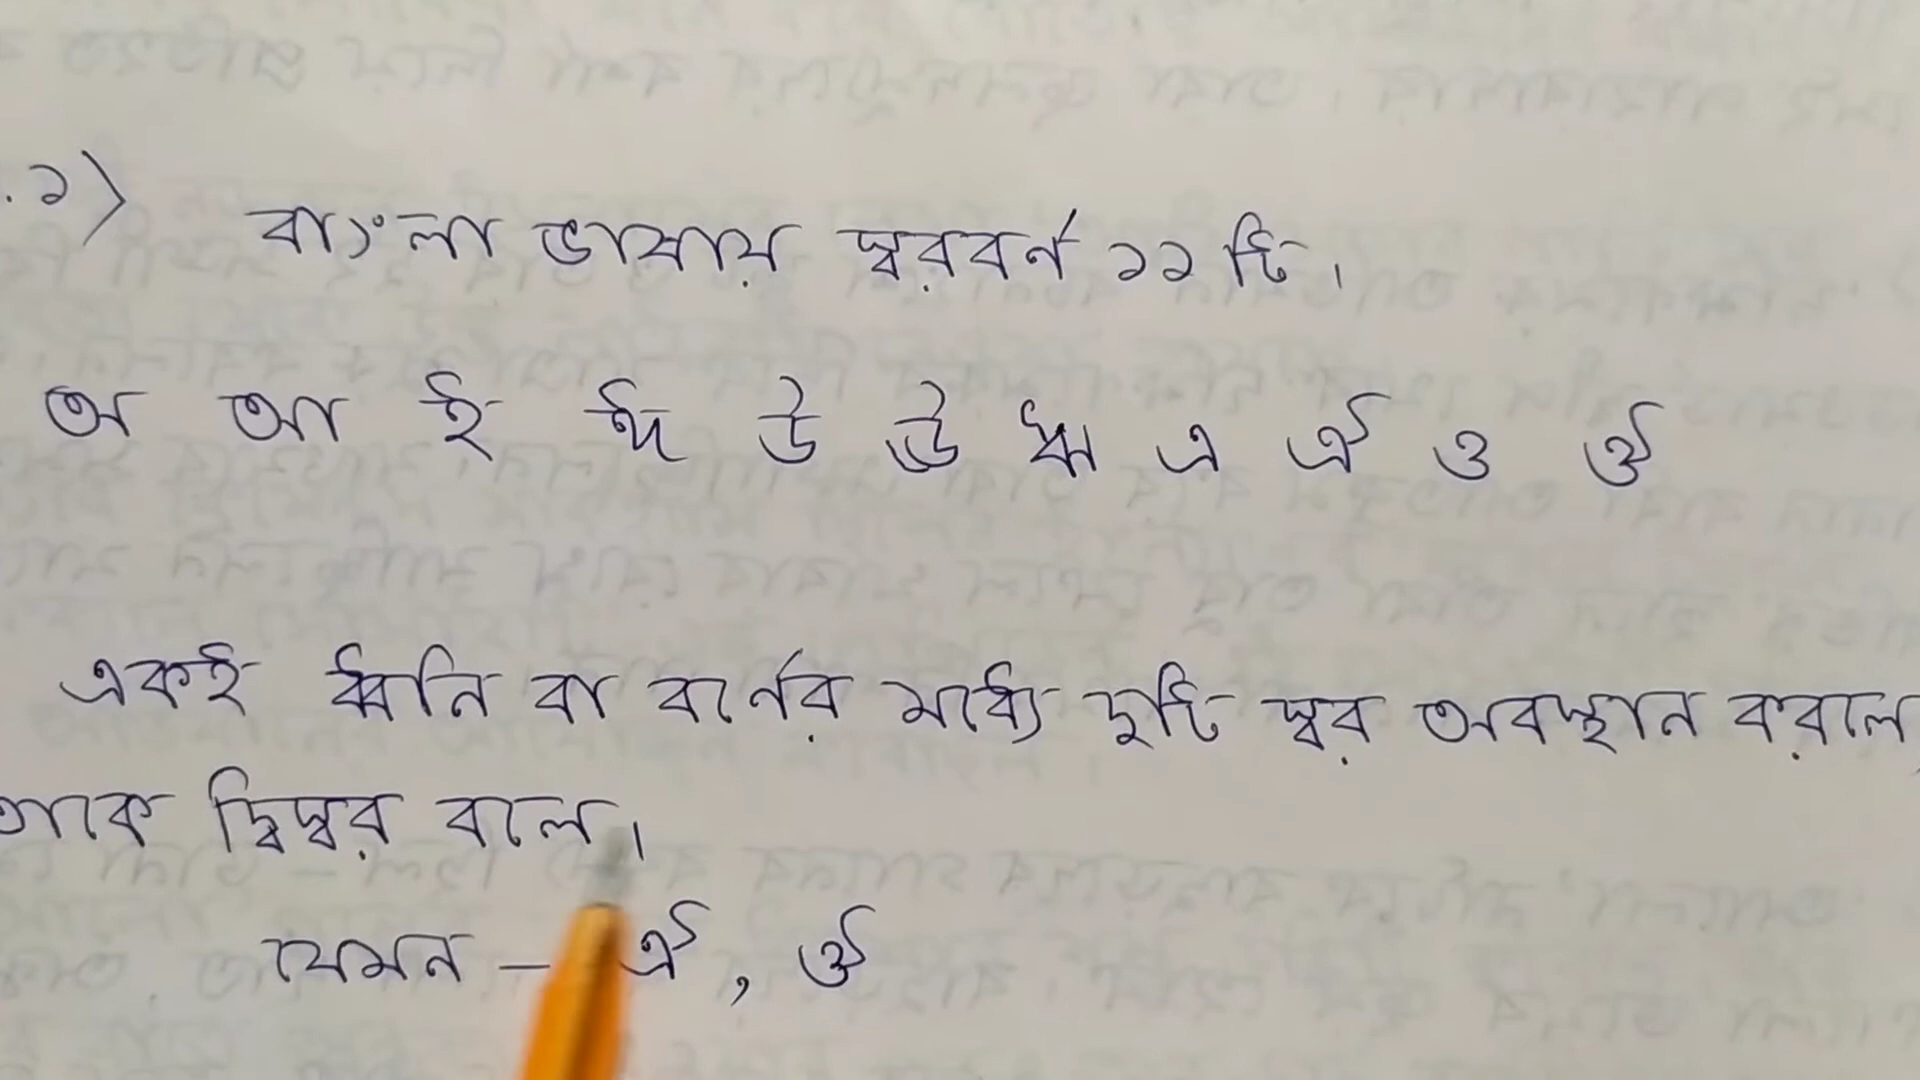 .১)
বাংলা ভাষায় স্বরবর্ন ১১ টি।
অ আ ই ঈ উ ঊ ঋ এ ঐ ও ঔ
একই ধ্বনি বা বর্নের মধ্যে দুটি স্বর অবস্থান করলে,
তাকে দ্বিস্বর বলে।
যেমন – ঐ, ঔ